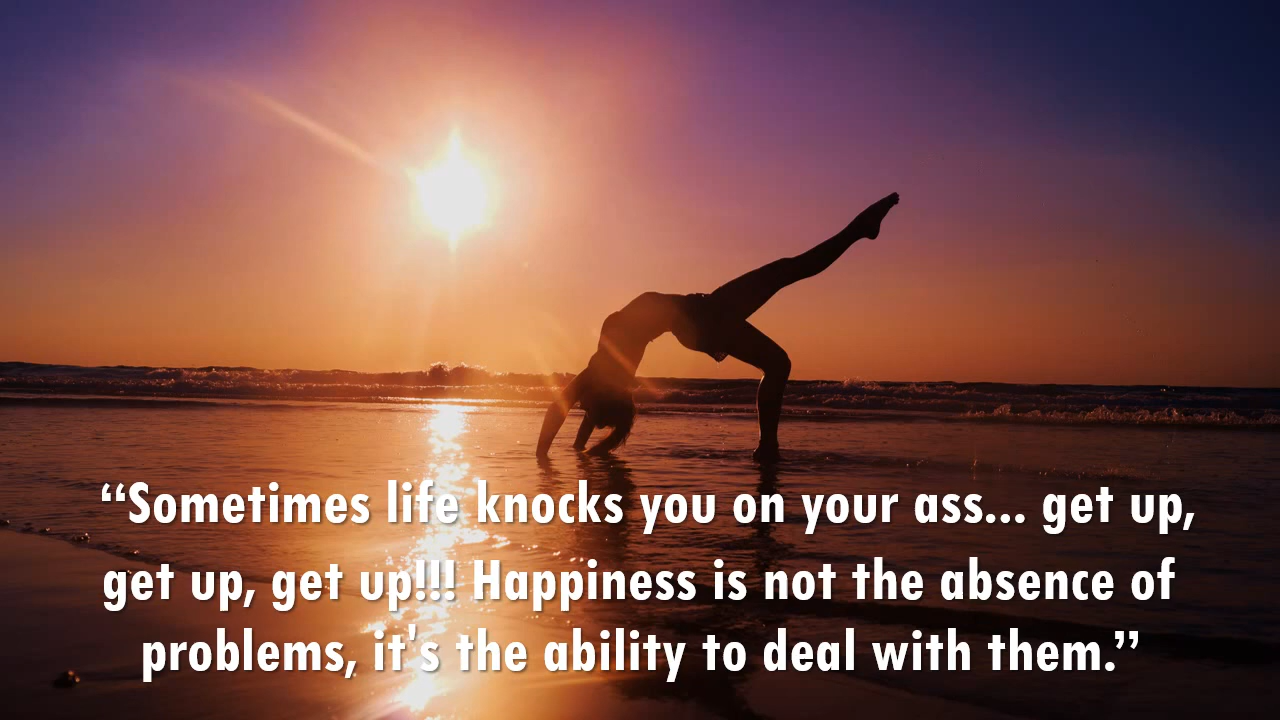 “Sometimes life knocks you on your ass... get up,
get up, get up!!! Happiness is not the absence of
problems, it's the ability to deal with them.”